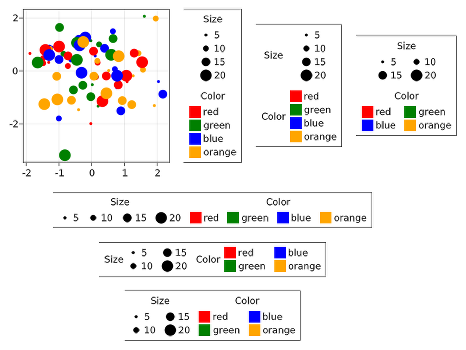 2
0
-2
-2 -1 0 1 2
Size
5
10
15
20
Color
red
green
blue
orange
Size
5
10
15
20
Color
red
green
blue
orange
5 10
15 20
red green
blue orange
Size Color
5 10 15 20 red green blue orange
Size 5 15 Color red blue
10 20 green orange
Size Color
5 15 red blue
10 20 green orange